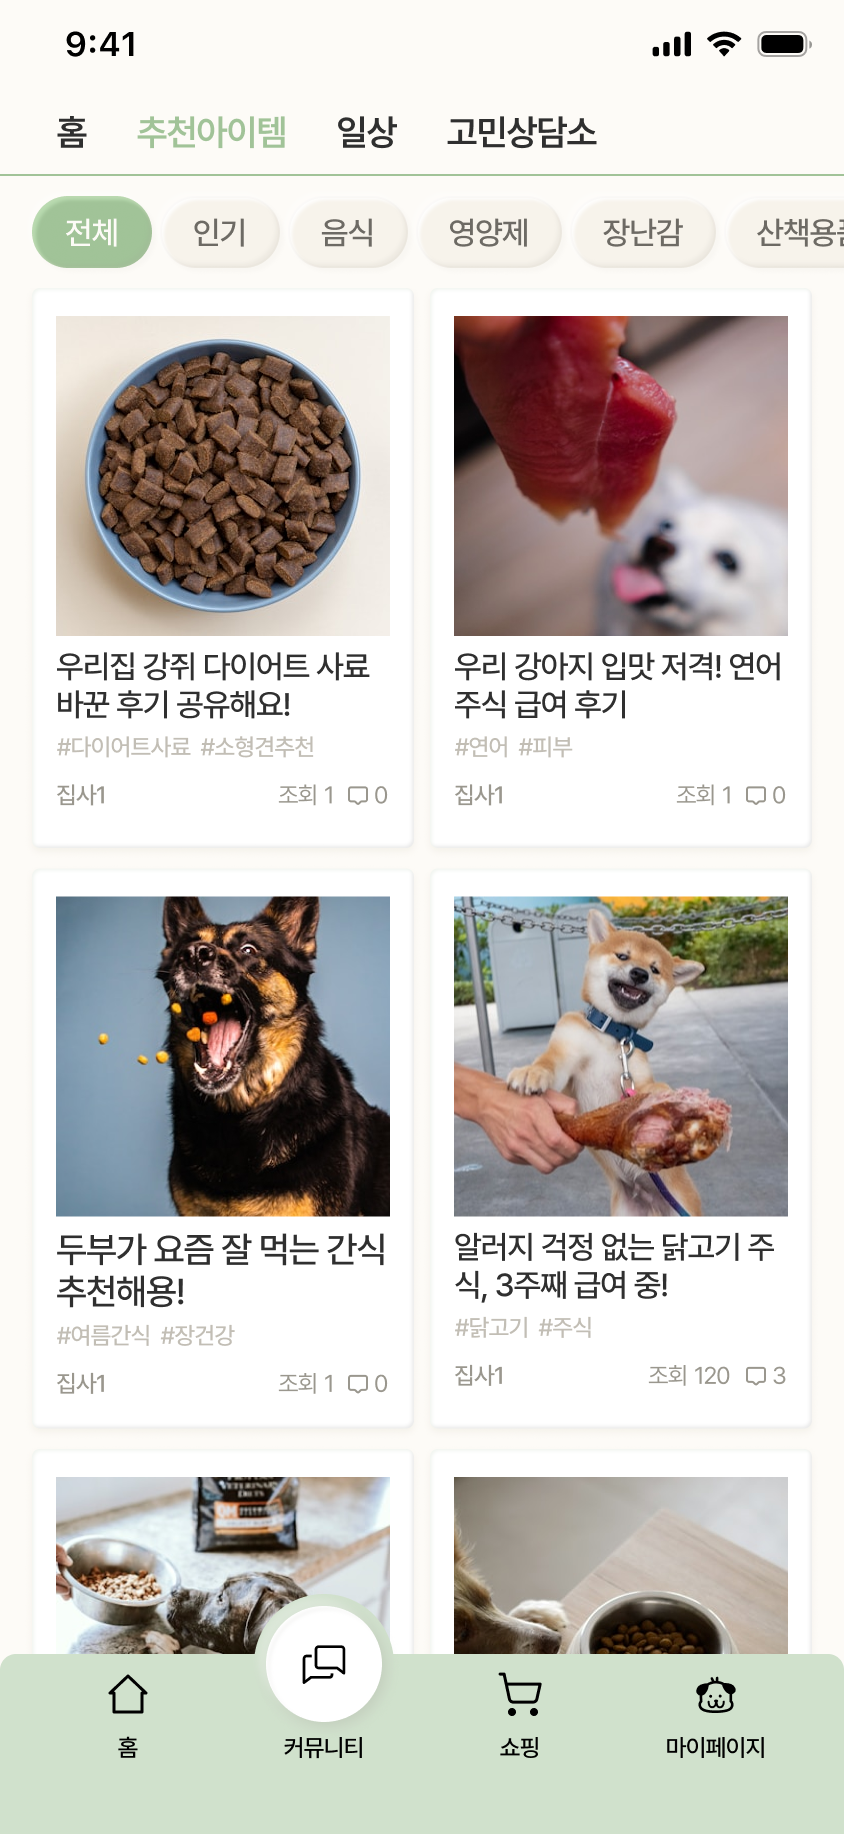 9:41
홈 추천아이템 일상 고민상담소
전체 인기 음식 영양제 장난감 산책용품
우리집 강쥐 다이어트 사료
바꾼 후기 공유해요!
#다이어트사료 #소형견추천
집사1 조회 1 0
우리 강아지 입맛 저격! 연어
주식 급여 후기
#연어 #피부
집사1 조회 1 0
두부가 요즘 잘 먹는 간식
추천해용!
#여름간식 #장건강
집사1 조회 1 0
알러지 걱정 없는 닭고기 주
식, 3주째 급여 중!
#닭고기 #주식
집사1 조회 120 3
VETERINARY
DIETS
홈 커뮤니티 쇼핑 마이페이지